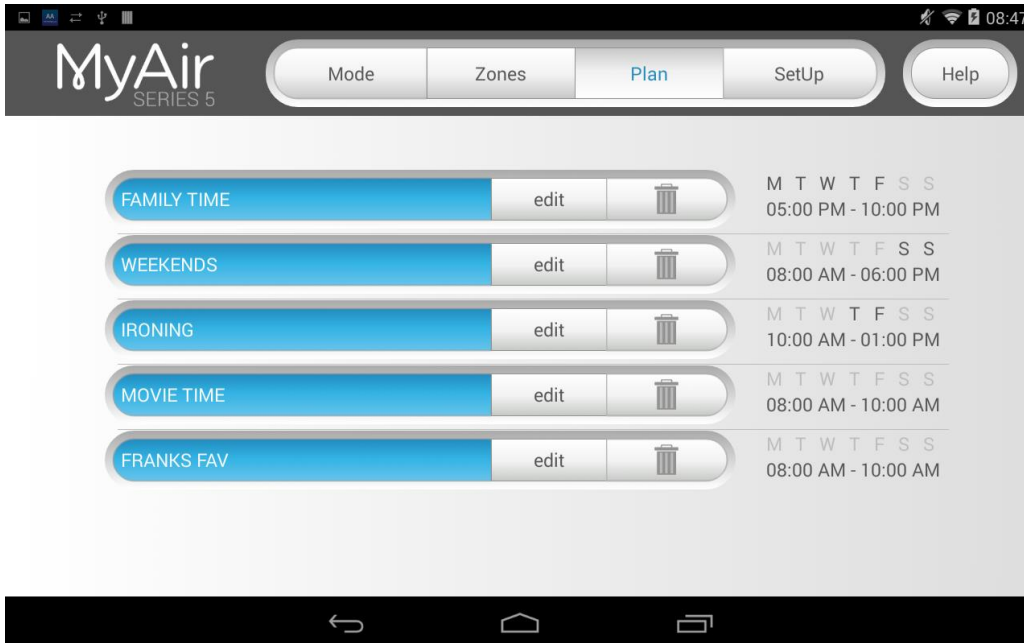 AA 08:47
MyAir
SERIES 5
Mode Zones Plan SetUp Help
FAMILY TIME edit M T W T F S S
05:00 PM - 10:00 PM
WEEKENDS edit M T W T F S S
08:00 AM - 06:00 PM
IRONING edit M T W T F S S
10:00 AM - 01:00 PM
MOVIE TIME edit M T W T F S S
08:00 AM - 10:00 AM
FRANKS FAV edit M T W T F S S
08:00 AM - 10:00 AM